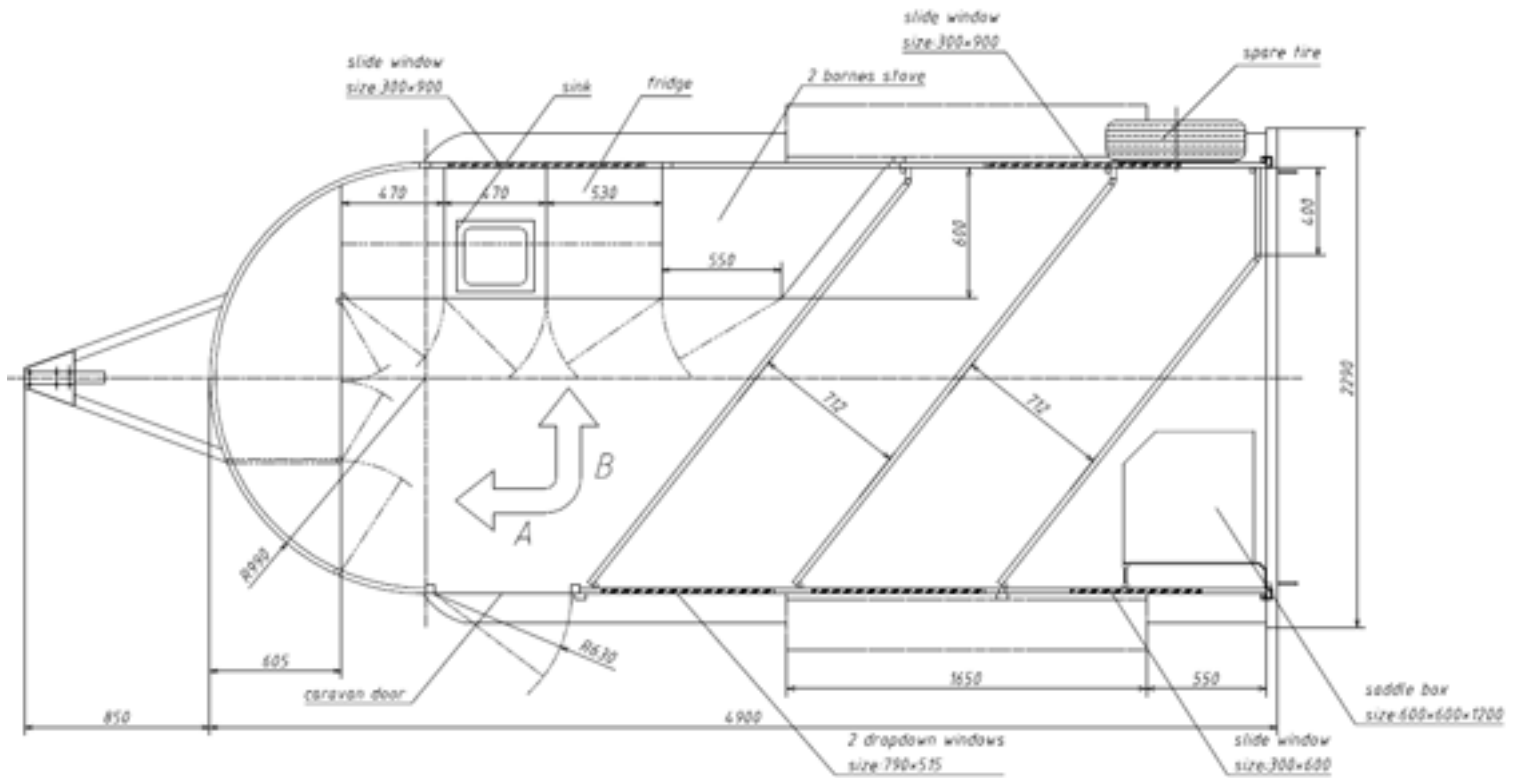 slide window
size:300×900
spare tire
slide window
size:300×900
sink
fridge
2 bornes stove
470
470
530
550
600
400
2290
712
712
B
A
R990
R630
605
caravan door
1650
550
850
4900
saddle box
size:600×600×1200
2 dropdown windows
size:790×515
slide window
size:300×600